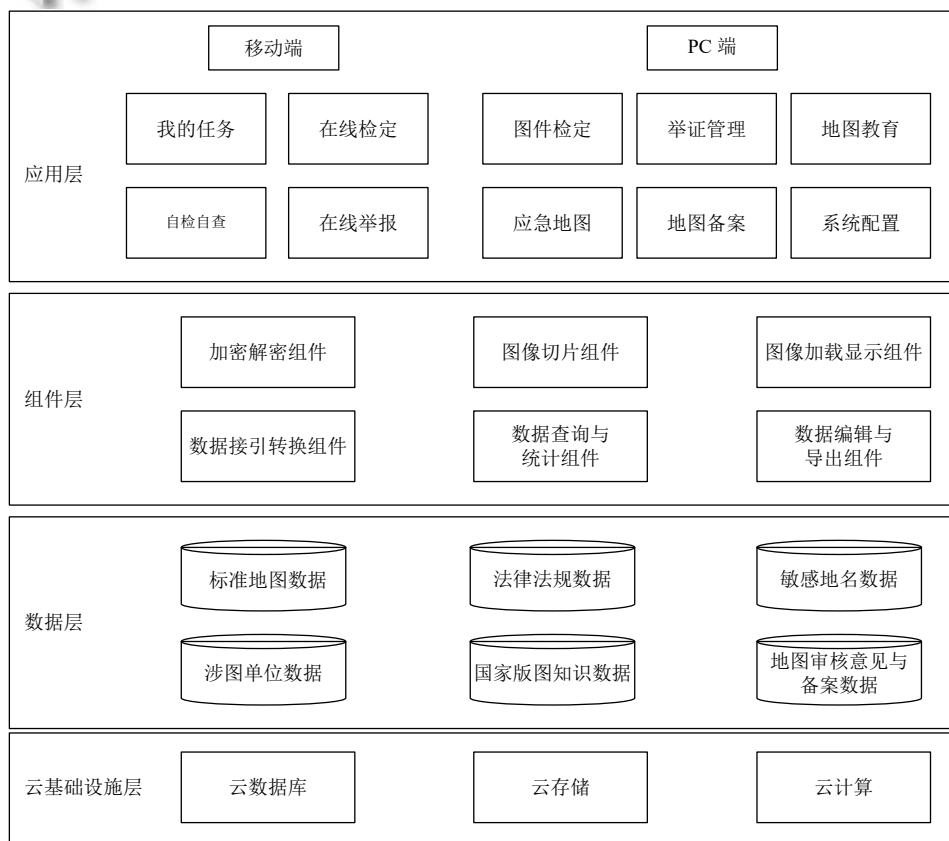 移动端
PC 端
我的任务
在线检定
图件检定
举证管理
地图教育
应用层
自检自查
在线举报
应急地图
地图备案
系统配置
加密解密组件
图像切片组件
图像加载显示组件
组件层
数据接引转换组件
数据查询与
统计组件
数据编辑与
导出组件
标准地图数据
法律法规数据
敏感地名数据
数据层
涉图单位数据
国家版图知识数据
地图审核意见与
备案数据
云基础设施层
云数据库
云存储
云计算